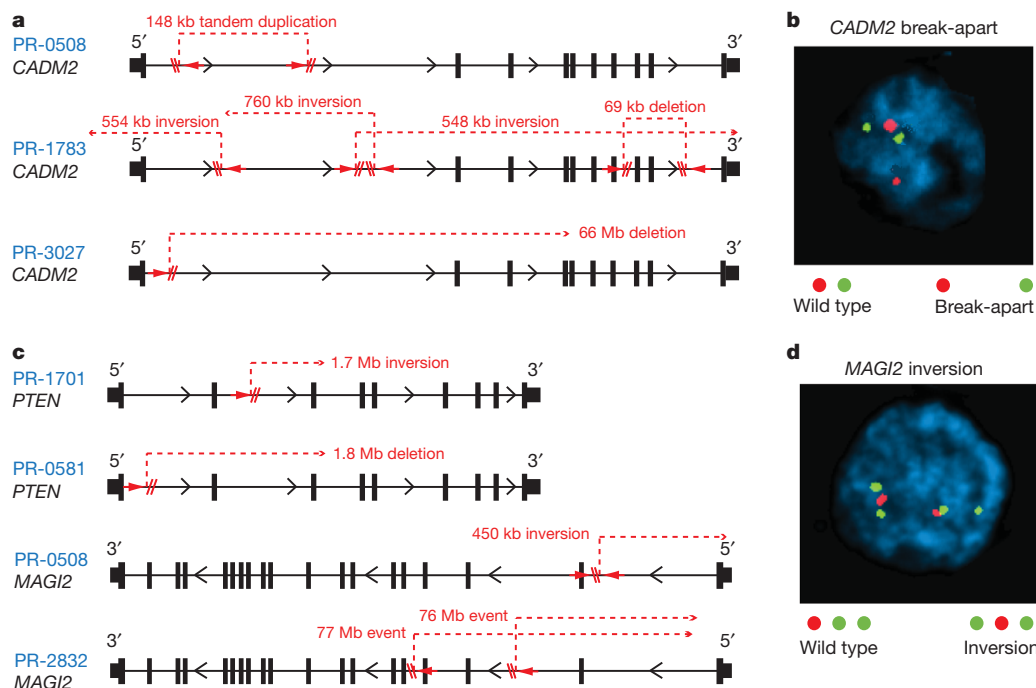 a
148 kb tandem duplication
PR-0508
CADM2
5′
3′
760 kb inversion
69 kb deletion
554 kb inversion
548 kb inversion
PR-1783
CADM2
5′
3′
PR-3027
CADM2
5′
3′
66 Mb deletion
b
CADM2 break-apart
Wild type
Break-apart
c
PR-1701
PTEN
5′
3′
1.7 Mb inversion
PR-0581
PTEN
5′
3′
1.8 Mb deletion
PR-0508
MAGI2
3′
5′
450 kb inversion
76 Mb event
77 Mb event
PR-2832
MAGI2
3′
5′
d
MAGI2 inversion
Wild type
Inversion